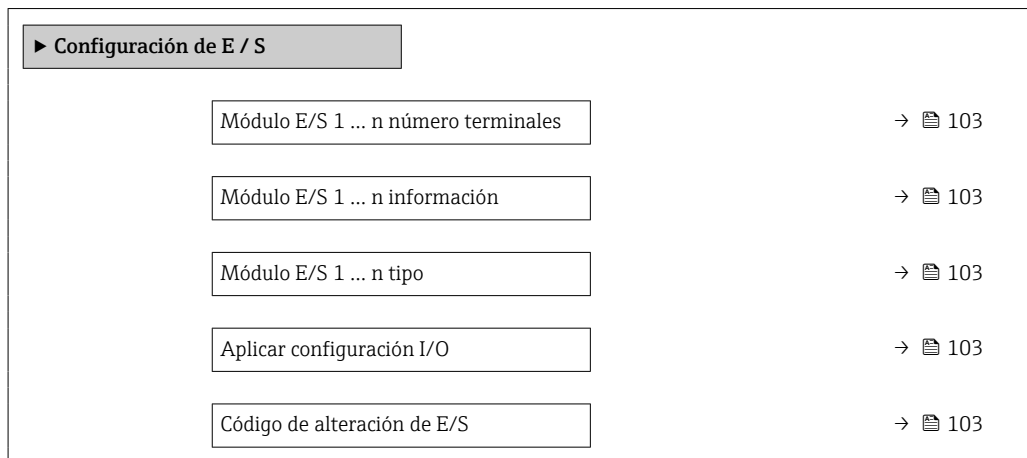 ▶ Configuración de E / S
Módulo E/S 1 ... n número terminales → 103
Módulo E/S 1 ... n información → 103
Módulo E/S 1 ... n tipo → 103
Aplicar configuración I/O → 103
Código de alteración de E/S → 103